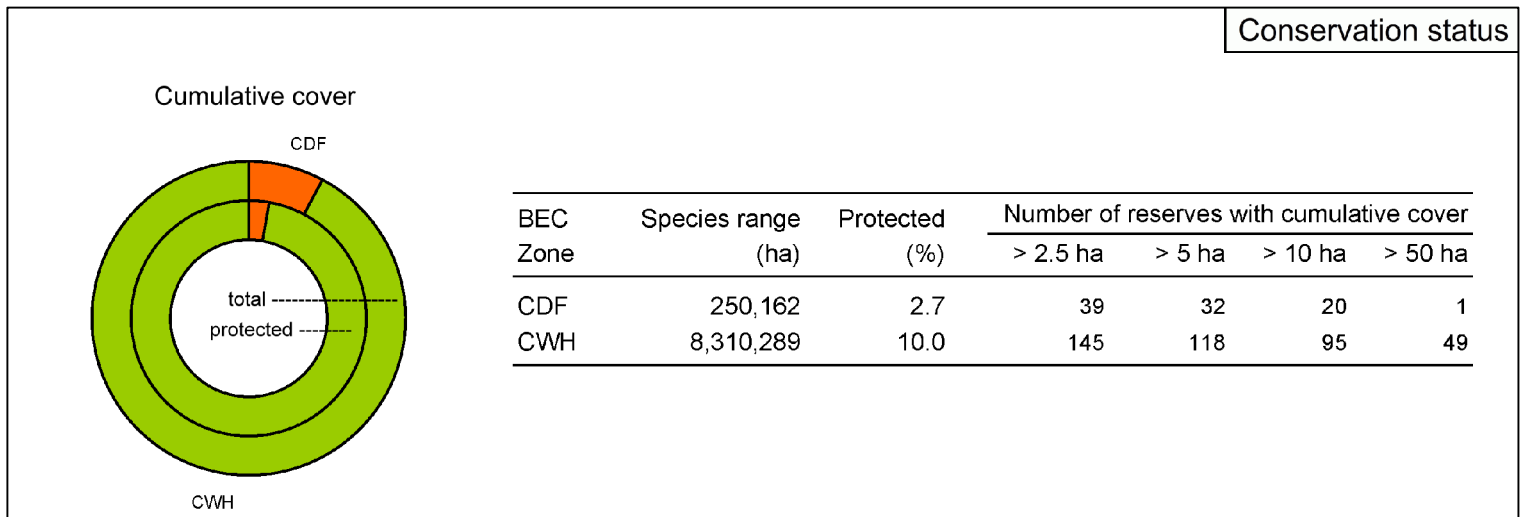 Conservation status
Cumulative cover
CDF
total
protected
CWH
BEC Species range Protected Number of reserves with cumulative cover
Zone (ha) (%) > 2.5 ha > 5 ha > 10 ha > 50 ha
CDF 250,162 2.7 39 32 20 1
CWH 8,310,289 10.0 145 118 95 49